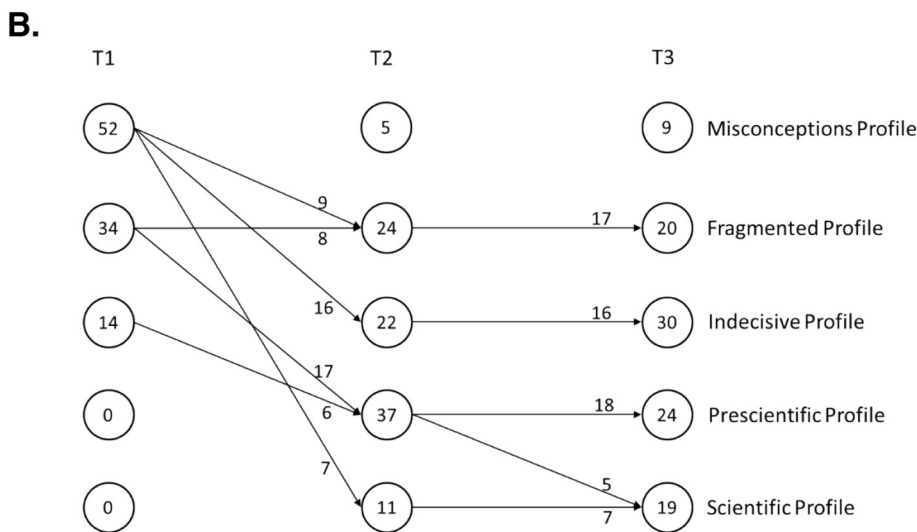 B.
T1 T2 T3
52 5 9 Misconceptions Profile
9
34 24 17 20 Fragmented Profile
8
14 16 22 16 30 Indecisive Profile
17
0 6 37 18 24 Prescientific Profile
7 5
0 11 7 19 Scientific Profile